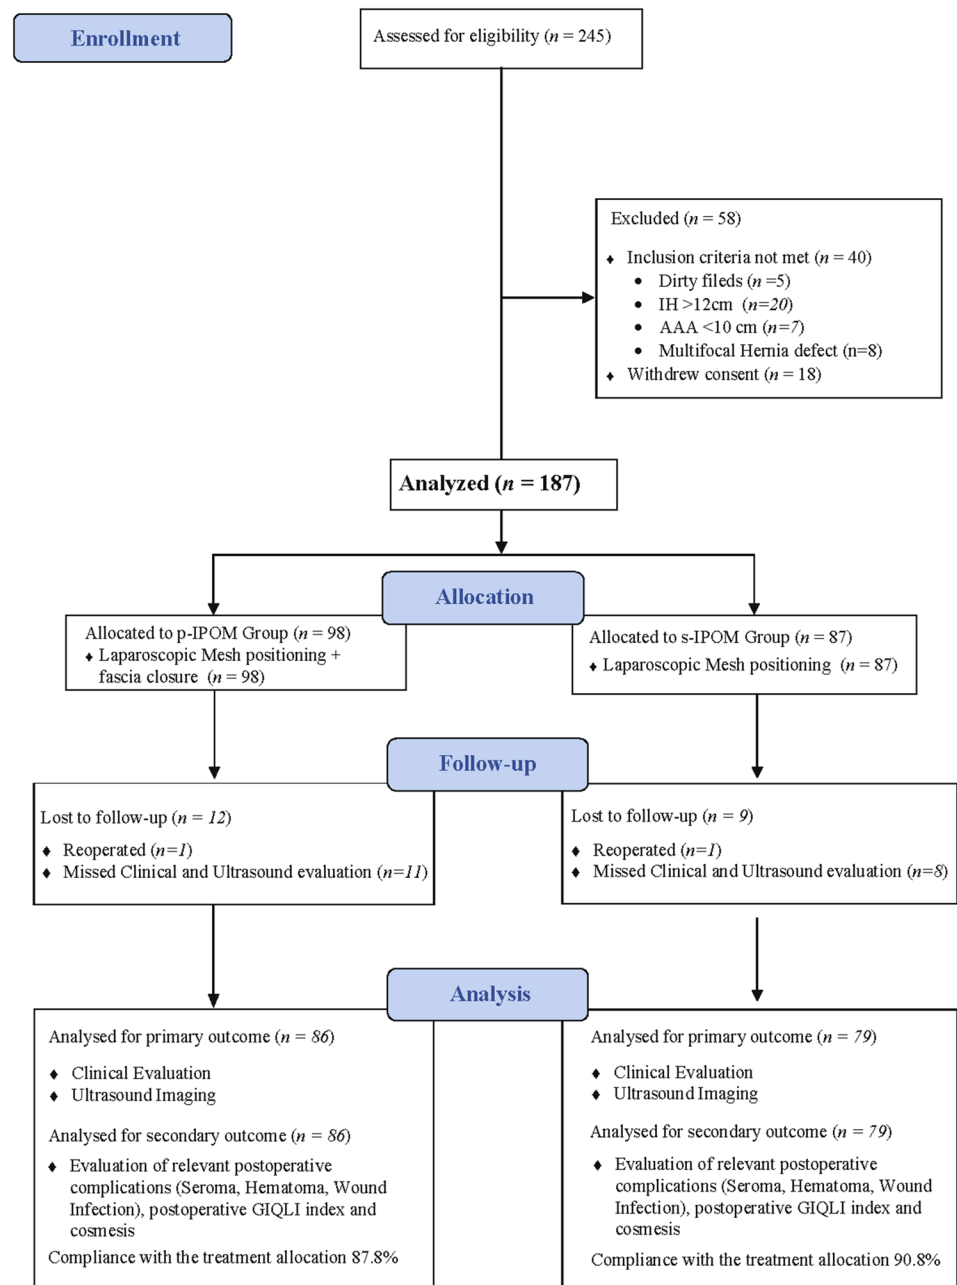 Enrollment
Assessed for eligibility (n = 245)
Excluded (n = 58)
♦ Inclusion criteria not met (n = 40)
• Dirty fileds (n =5)
• IH >12cm (n=20)
• AAA <10 cm (n=7)
• Multifocal Hernia defect (n=8)
♦ Withdrew consent (n = 18)
Analyzed (n = 187)
Allocation
Allocated to p-IPOM Group (n = 98)
♦ Laparoscopic Mesh positioning +
fascia closure (n = 98)
Allocated to s-IPOM Group (n = 87)
♦ Laparoscopic Mesh positioning (n = 87)
Follow-up
Lost to follow-up (n = 12)
♦ Reoperated (n=1)
♦ Missed Clinical and Ultrasound evaluation (n=11)
Lost to follow-up (n = 9)
♦ Reoperated (n=1)
♦ Missed Clinical and Ultrasound evaluation (n=8)
Analysis
Analysed for primary outcome (n = 86)
♦ Clinical Evaluation
♦ Ultrasound Imaging
Analysed for secondary outcome (n = 86)
♦ Evaluation of relevant postoperative
complications (Seroma, Hematoma, Wound
Infection), postoperative GIQLI index and
cosmesis
Compliance with the treatment allocation 87.8%
Analysed for primary outcome (n = 79)
♦ Clinical Evaluation
♦ Ultrasound Imaging
Analysed for secondary outcome (n = 79)
♦ Evaluation of relevant postoperative
complications (Seroma, Hematoma, Wound
Infection), postoperative GIQLI index and
cosmesis
Compliance with the treatment allocation 90.8%